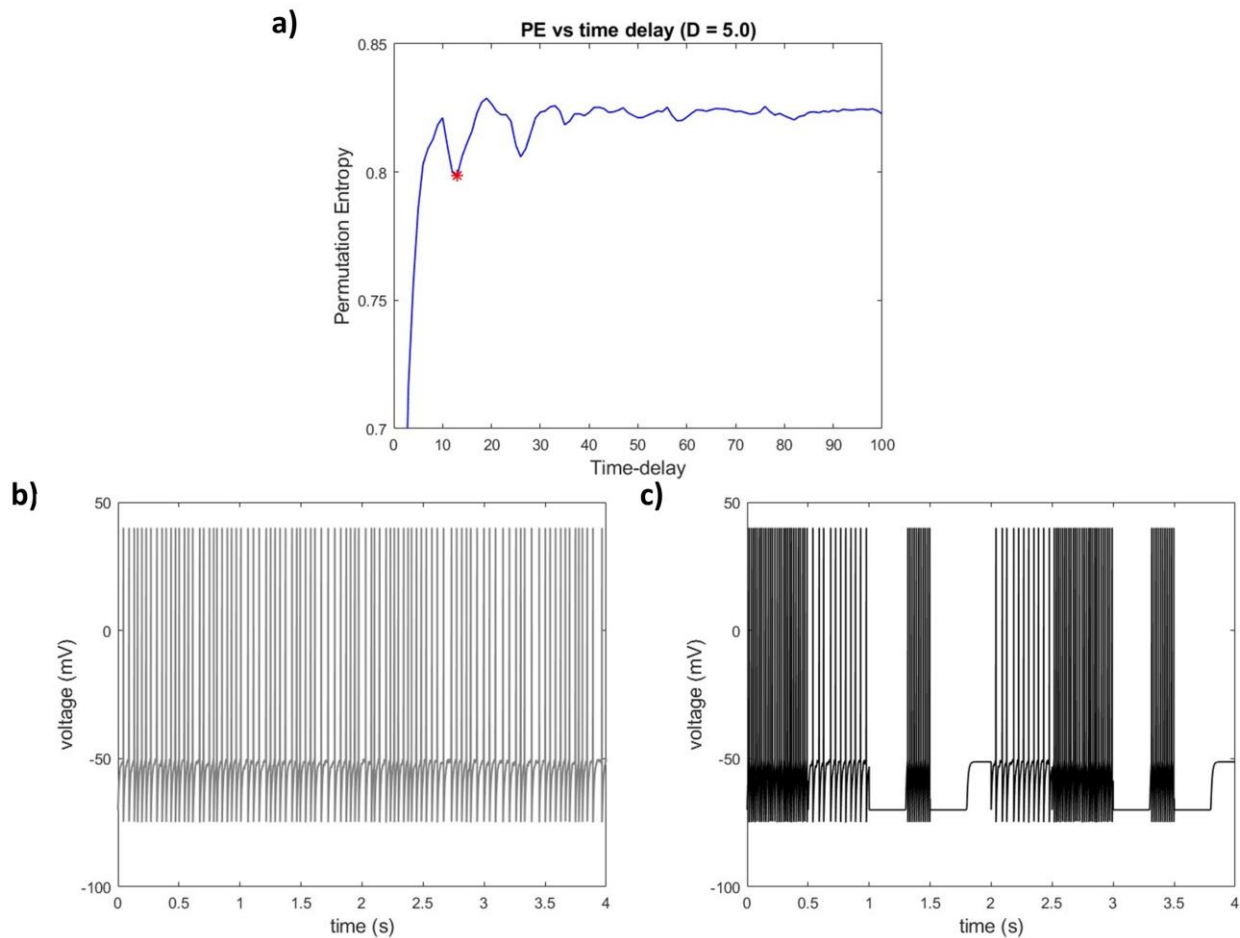 a)
PE vs time delay (D = 5.0)
0.85
0.8
0.75
0.7
Permutation Entropy
0 10 20 30 40 50 60 70 80 90 100
Time-delay
b)
50
0
-50
-100
voltage (mV)
0 0.5 1 1.5 2 2.5 3 3.5 4
time (s)
c)
50
0
-50
-100
voltage (mV)
0 0.5 1 1.5 2 2.5 3 3.5 4
time (s)